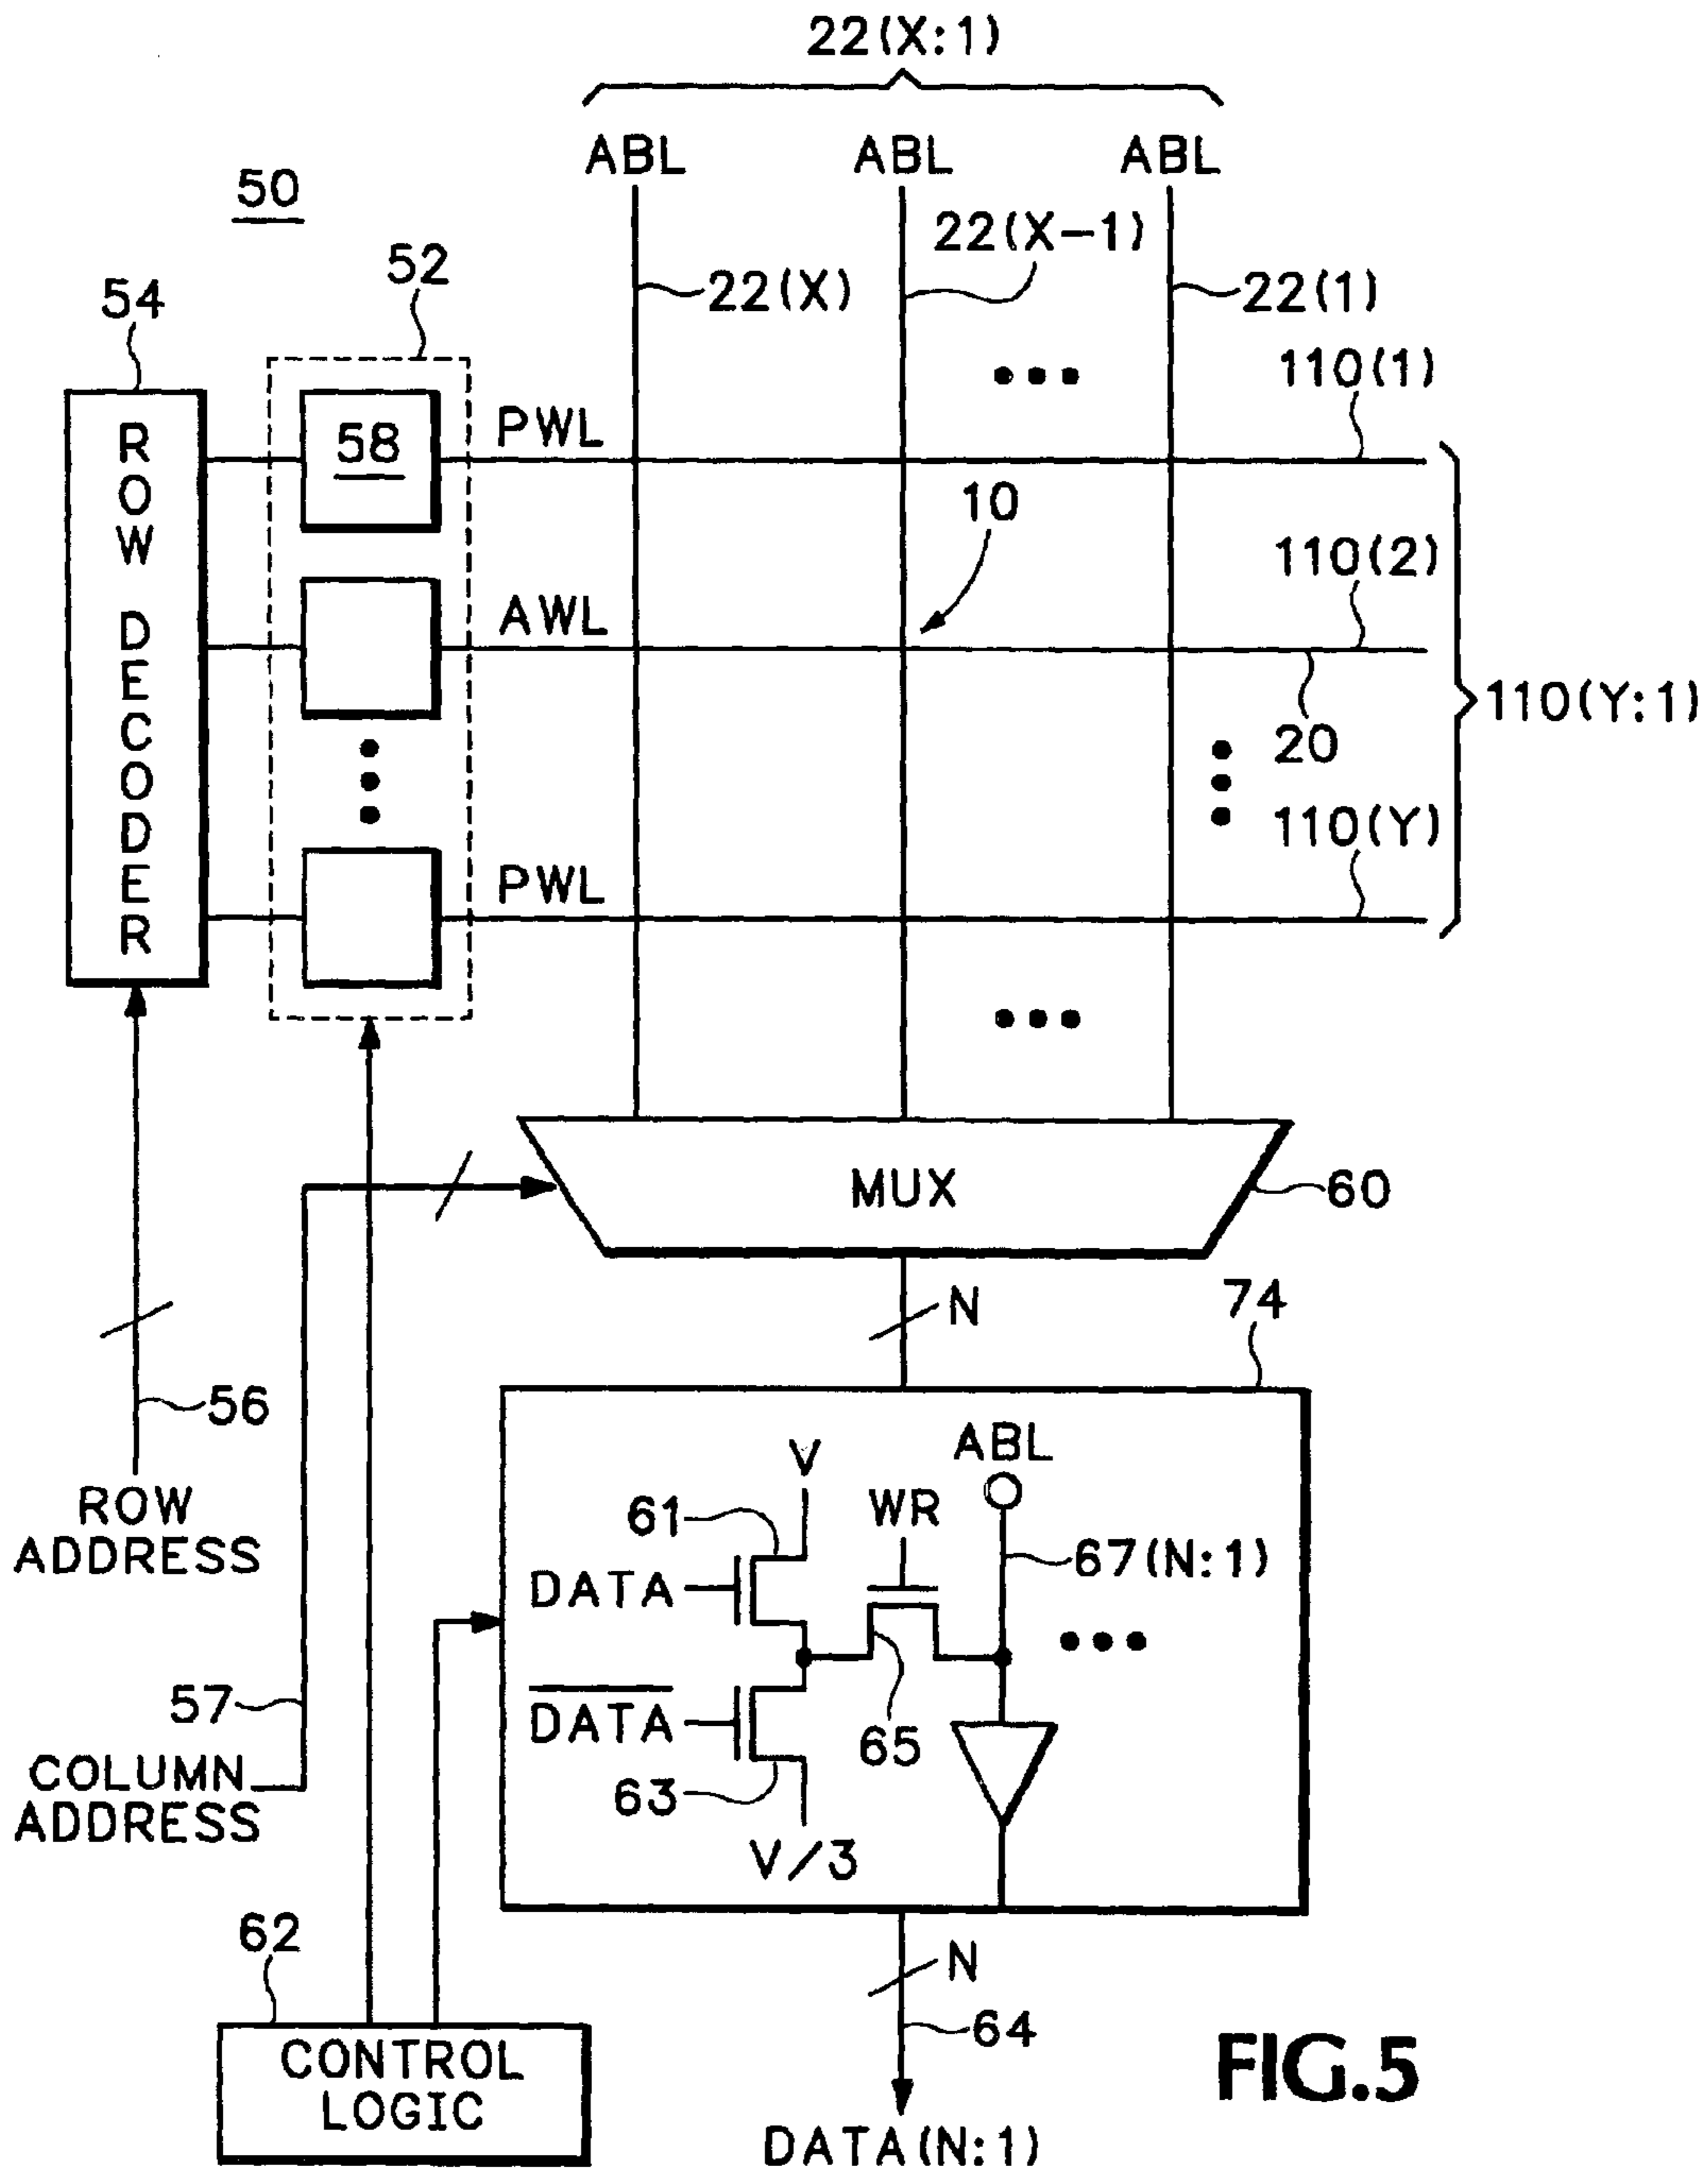 22(X:1)
ABL ABL ABL
50
22(X-1)
52
54
22(X)
22(1)
110(1)
ROW DECODER
58
PWL
10
110(2)
AWL
20
110(Y:1)
110(Y)
PWL
MUX
60
N
74
56
ROW
ADDRESS
V
ABL
61
WR
DATA
67(N:1)
57
DATA
65
COLUMN
ADDRESS
63
V/3
62
N
64
CONTROL
LOGIC
FIG.5
DATA(N:1)